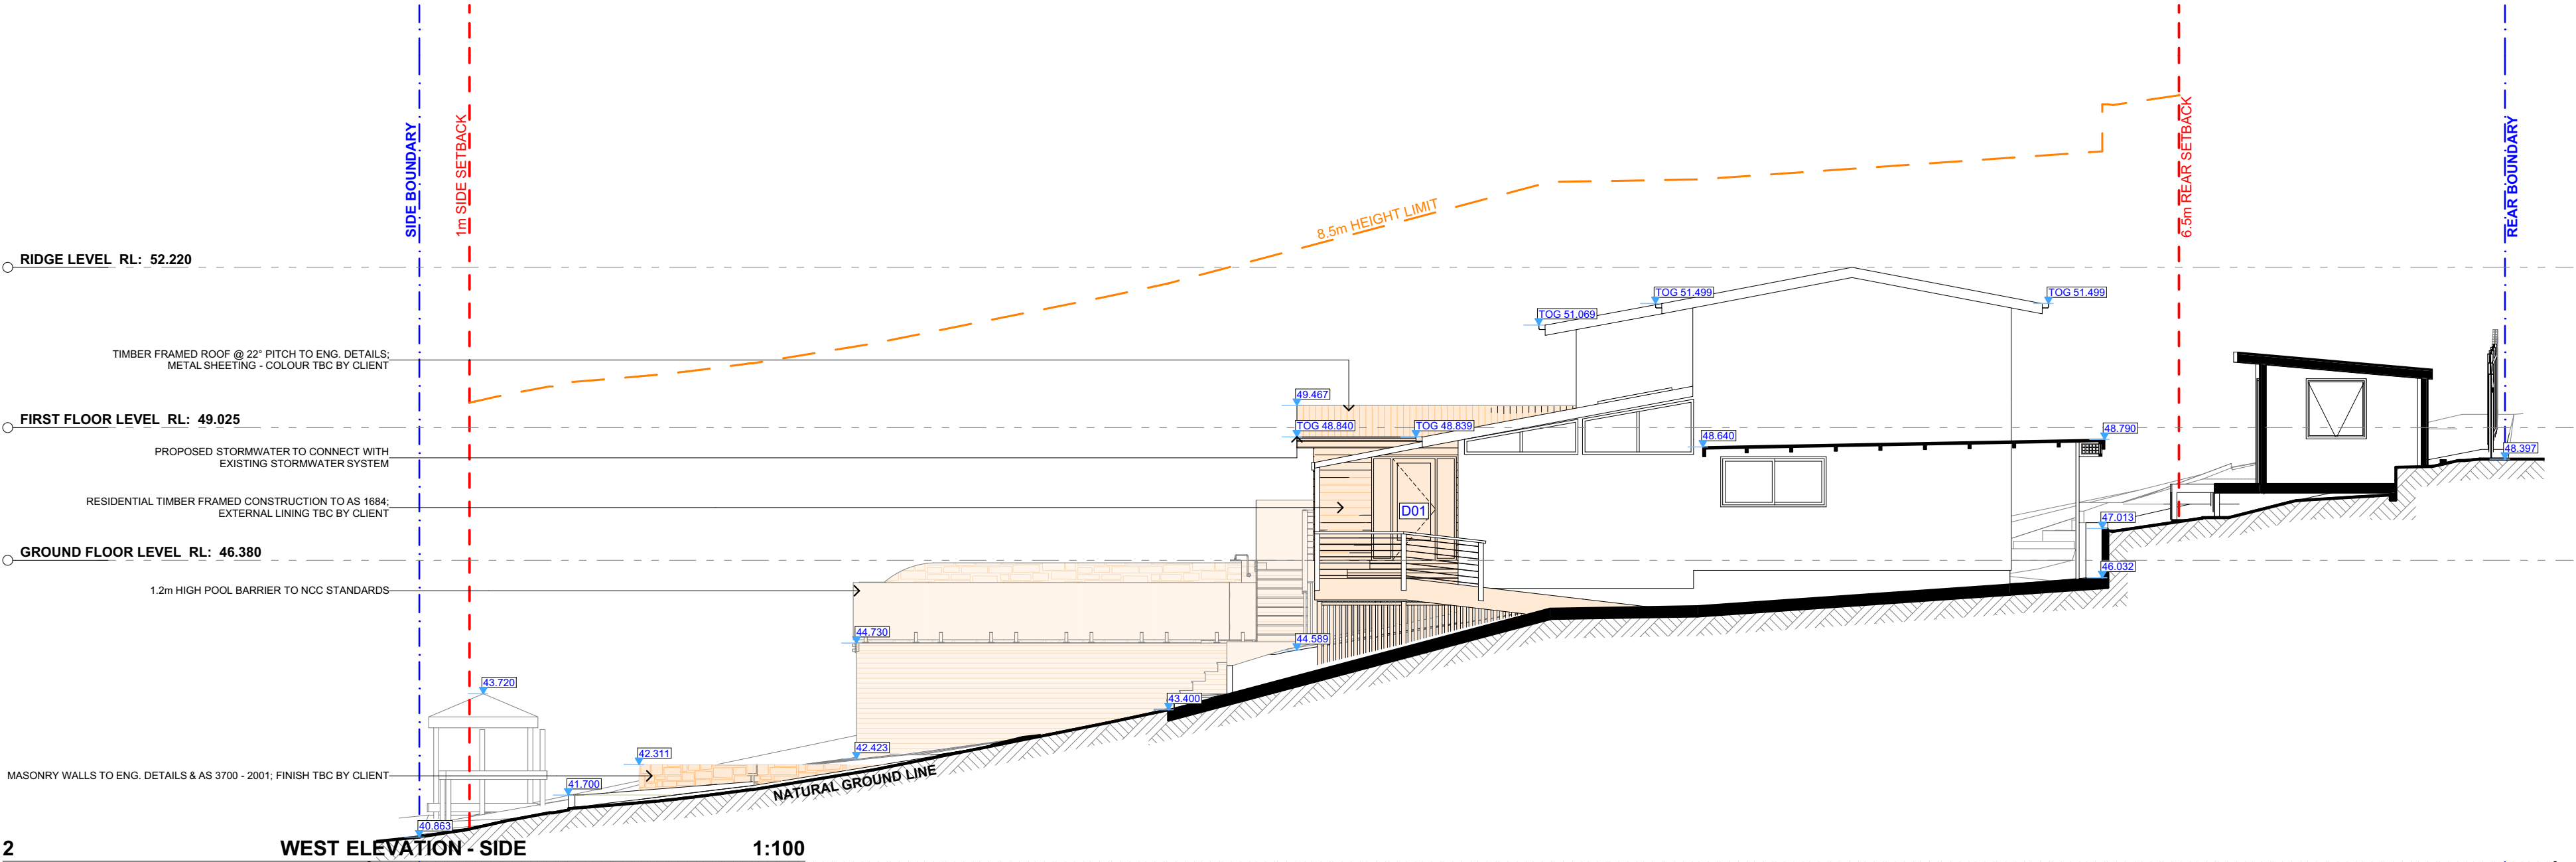 SIDE BOUNDARY
1m SIDE SETBACK
8.5m HEIGHT LIMIT
6.5m REAR SETBACK
REAR BOUNDARY
RIDGE LEVEL RL: 52.220
TOG 51.499
TOG 51.499
TOG 51.069
TIMBER FRAMED ROOF @ 22° PITCH TO ENG. DETAILS;
METAL SHEETING - COLOUR TBC BY CLIENT
49.467
FIRST FLOOR LEVEL RL: 49.025
TOG 48.840
TOG 48.839
48.640
48.790
48.397
PROPOSED STORMWATER TO CONNECT WITH
EXISTING STORMWATER SYSTEM
RESIDENTIAL TIMBER FRAMED CONSTRUCTION TO AS 1684;
EXTERNAL LINING TBC BY CLIENT
D01
47.013
GROUND FLOOR LEVEL RL: 46.380
46.032
1.2m HIGH POOL BARRIER TO NCC STANDARDS
44.730
44.589
43.720
43.400
42.423
42.311
MASONRY WALLS TO ENG. DETAILS & AS 3700 - 2001; FINISH TBC BY CLIENT
41.700
NATURAL GROUND LINE
40.863
2 WEST ELEVATION - SIDE 1:100